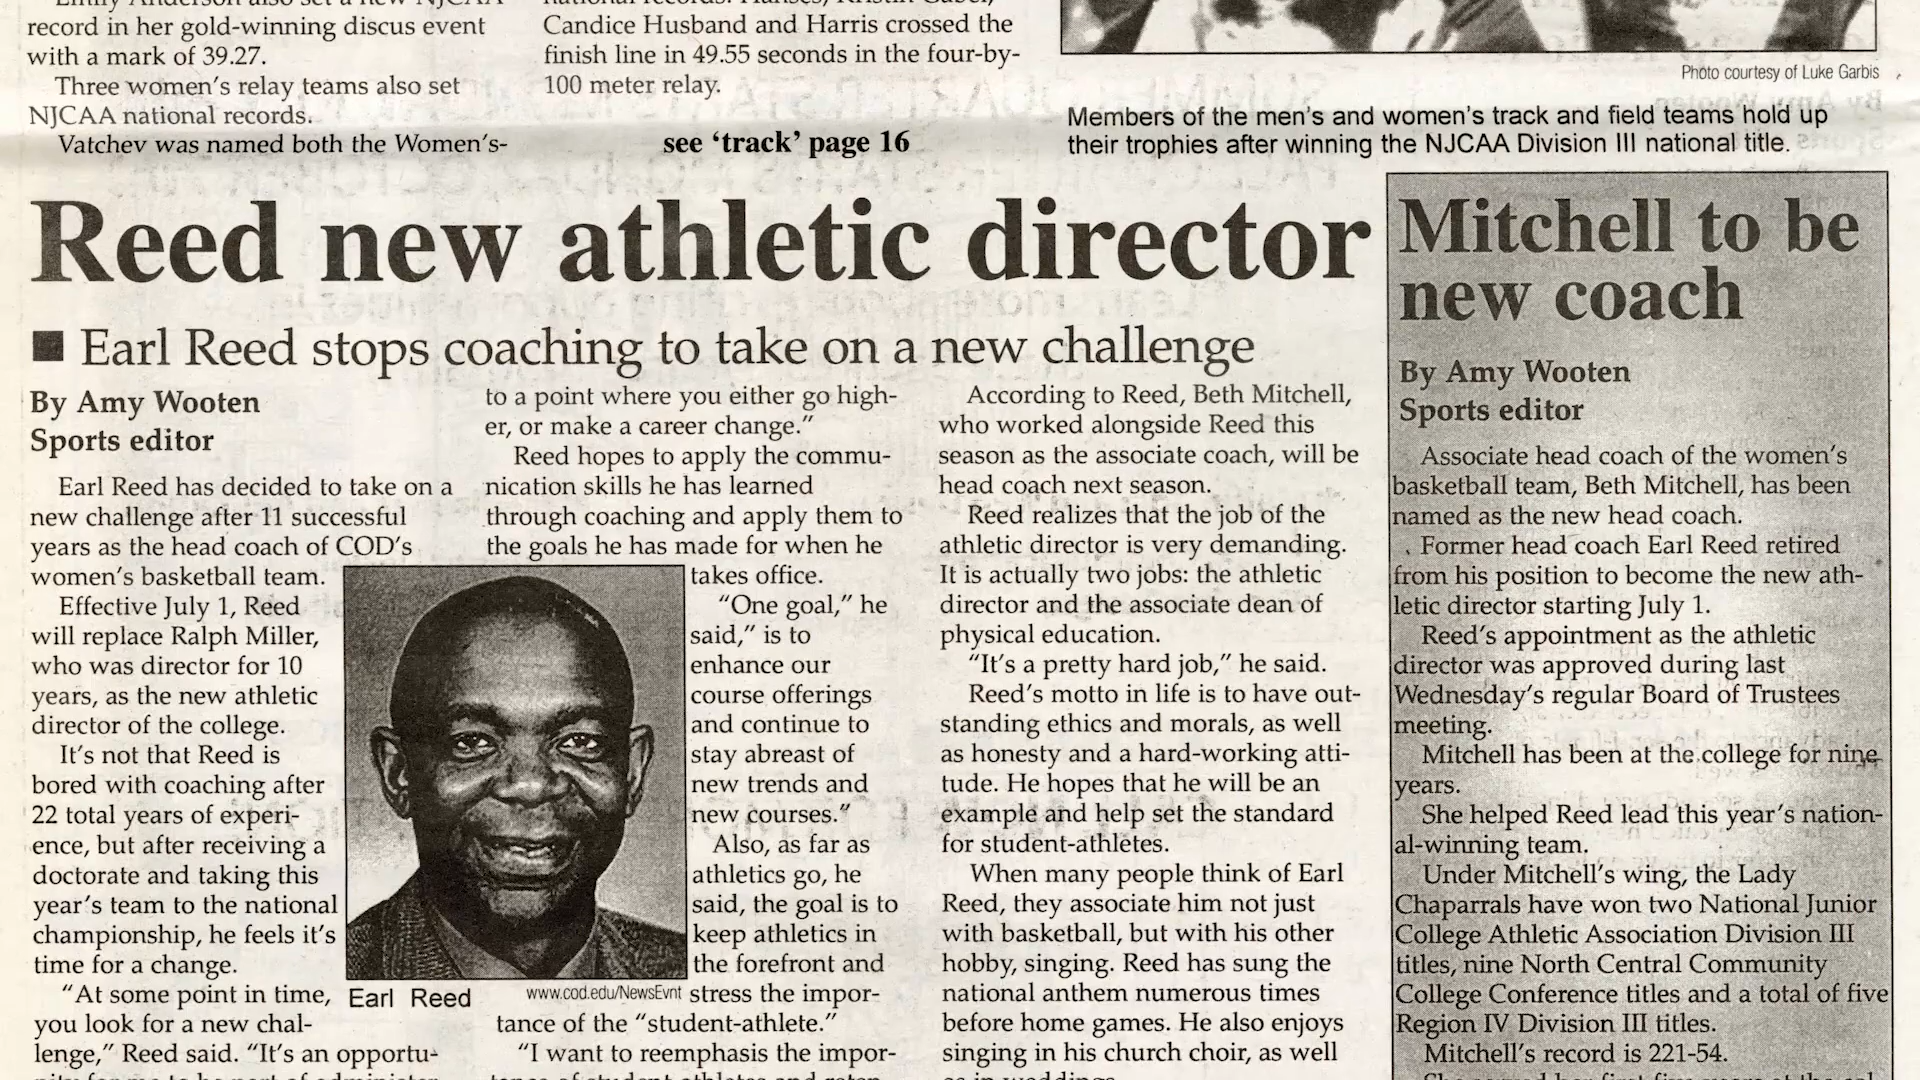 record in her gold-winning discus event
with a mark of 39.27.
Three women's relay teams also set
NJCAA national records.
Vatchev was named both the Women's-
Candice Husband and Harris crossed the
finish line in 49.55 seconds in the four-by-
100 meter relay.
see 'track' page 16
Photo courtesy of Luke Garbis
Members of the men's and women's track and field teams hold up
their trophies after winning the NJCAA Division III national title.
Reed new athletic director
■ Earl Reed stops coaching to take on a new challenge
By Amy Wooten
Sports editor
Earl Reed has decided to take on a
new challenge after 11 successful
years as the head coach of COD's
women's basketball team.
Effective July 1, Reed
will replace Ralph Miller,
who was director for 10
years, as the new athletic
director of the college.
It's not that Reed is
bored with coaching after
22 total years of experi-
ence, but after receiving a
doctorate and taking this
year's team to the national
championship, he feels it's
time for a change.
"At some point in time,
you look for a new chal-
lenge," Reed said. "It's an opportu-
Earl Reed
www.cod.edu/NewsEvnt
to a point where you either go high-
er, or make a career change."
Reed hopes to apply the commu-
nication skills he has learned
through coaching and apply them to
the goals he has made for when he
takes office.
"One goal," he
said," is to
enhance our
course offerings
and continue to
stay abreast of
new trends and
new courses."
Also, as far as
athletics go, he
said, the goal is to
keep athletics in
the forefront and
stress the impor-
tance of the "student-athlete."
"I want to reemphasis the impor-
According to Reed, Beth Mitchell,
who worked alongside Reed this
season as the associate coach, will be
head coach next season.
Reed realizes that the job of the
athletic director is very demanding.
It is actually two jobs: the athletic
director and the associate dean of
physical education.
"It's a pretty hard job," he said.
Reed's motto in life is to have out-
standing ethics and morals, as well
as honesty and a hard-working atti-
tude. He hopes that he will be an
example and help set the standard
for student-athletes.
When many people think of Earl
Reed, they associate him not just
with basketball, but with his other
hobby, singing. Reed has sung the
national anthem numerous times
before home games. He also enjoys
singing in his church choir, as well
Mitchell to be
new coach
By Amy Wooten
Sports editor
Associate head coach of the women's
basketball team, Beth Mitchell, has been
named as the new head coach.
Former head coach Earl Reed retired
from his position to become the new ath-
letic director starting July 1.
Reed's appointment as the athletic
director was approved during last
Wednesday's regular Board of Trustees
meeting.
Mitchell has been at the college for nine
years.
She helped Reed lead this year's nation-
al-winning team.
Under Mitchell's wing, the Lady
Chaparrals have won two National Junior
College Athletic Association Division III
titles, nine North Central Community
College Conference titles and a total of five
Region IV Division III titles.
Mitchell's record is 221-54.